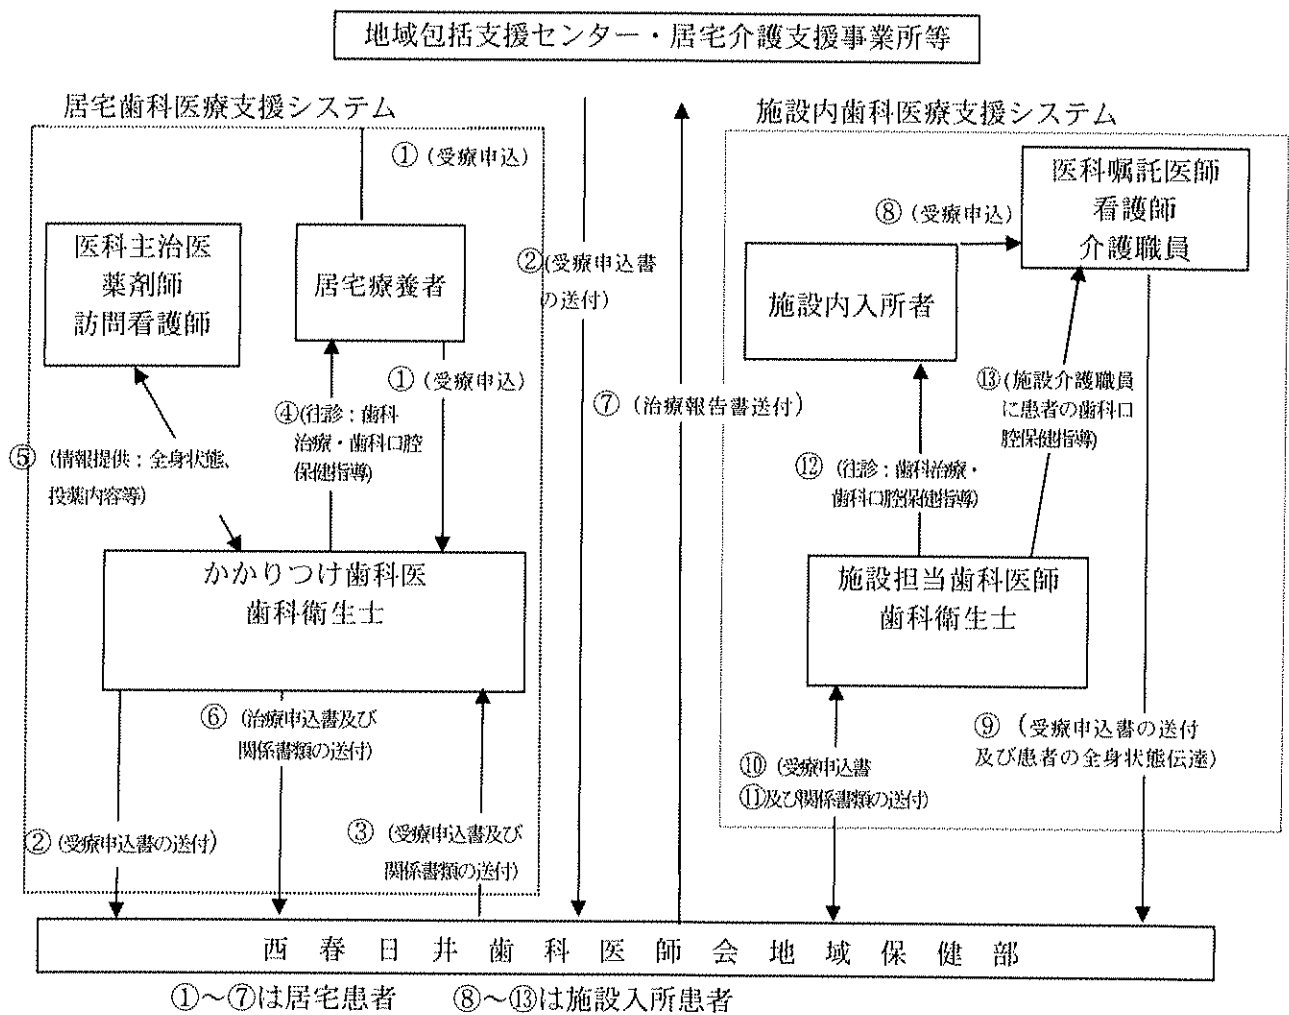 地域包括支援センター・居宅介護支援事業所等
居宅歯科医療支援システム
①(受療申込)
医科主治医
薬剤師
訪問看護師
居宅療養者
①(受療申込)
④(往診：歯科
治療・歯科口腔
保健指導)
⑤(情報提供：全身状態、
投薬内容等)
かかりつけ歯科医
歯科衛生士
⑥(治療申込書及び
関係書類の送付)
②(受療申込書の送付)
③(受療申込書及び
関係書類の送付)
②(受療申込書
の送付)
⑦(治療報告書送付)
施設内歯科医療支援システム
医科嘱託医師
看護師
介護職員
⑧(受療申込)
施設内入所者
⑬(施設介護職員
に患者の歯科口
腔保健指導)
⑫(往診：歯科治療・
歯科口腔保健指導)
施設担当歯科医師
歯科衛生士
⑨(受療申込書の送付
及び患者の全身状態伝達)
⑩(受療申込書
⑪及び関係書類の送付)
西春日井歯科医師会地域保健部
①～⑦は居宅患者　⑧～⑬は施設入所患者